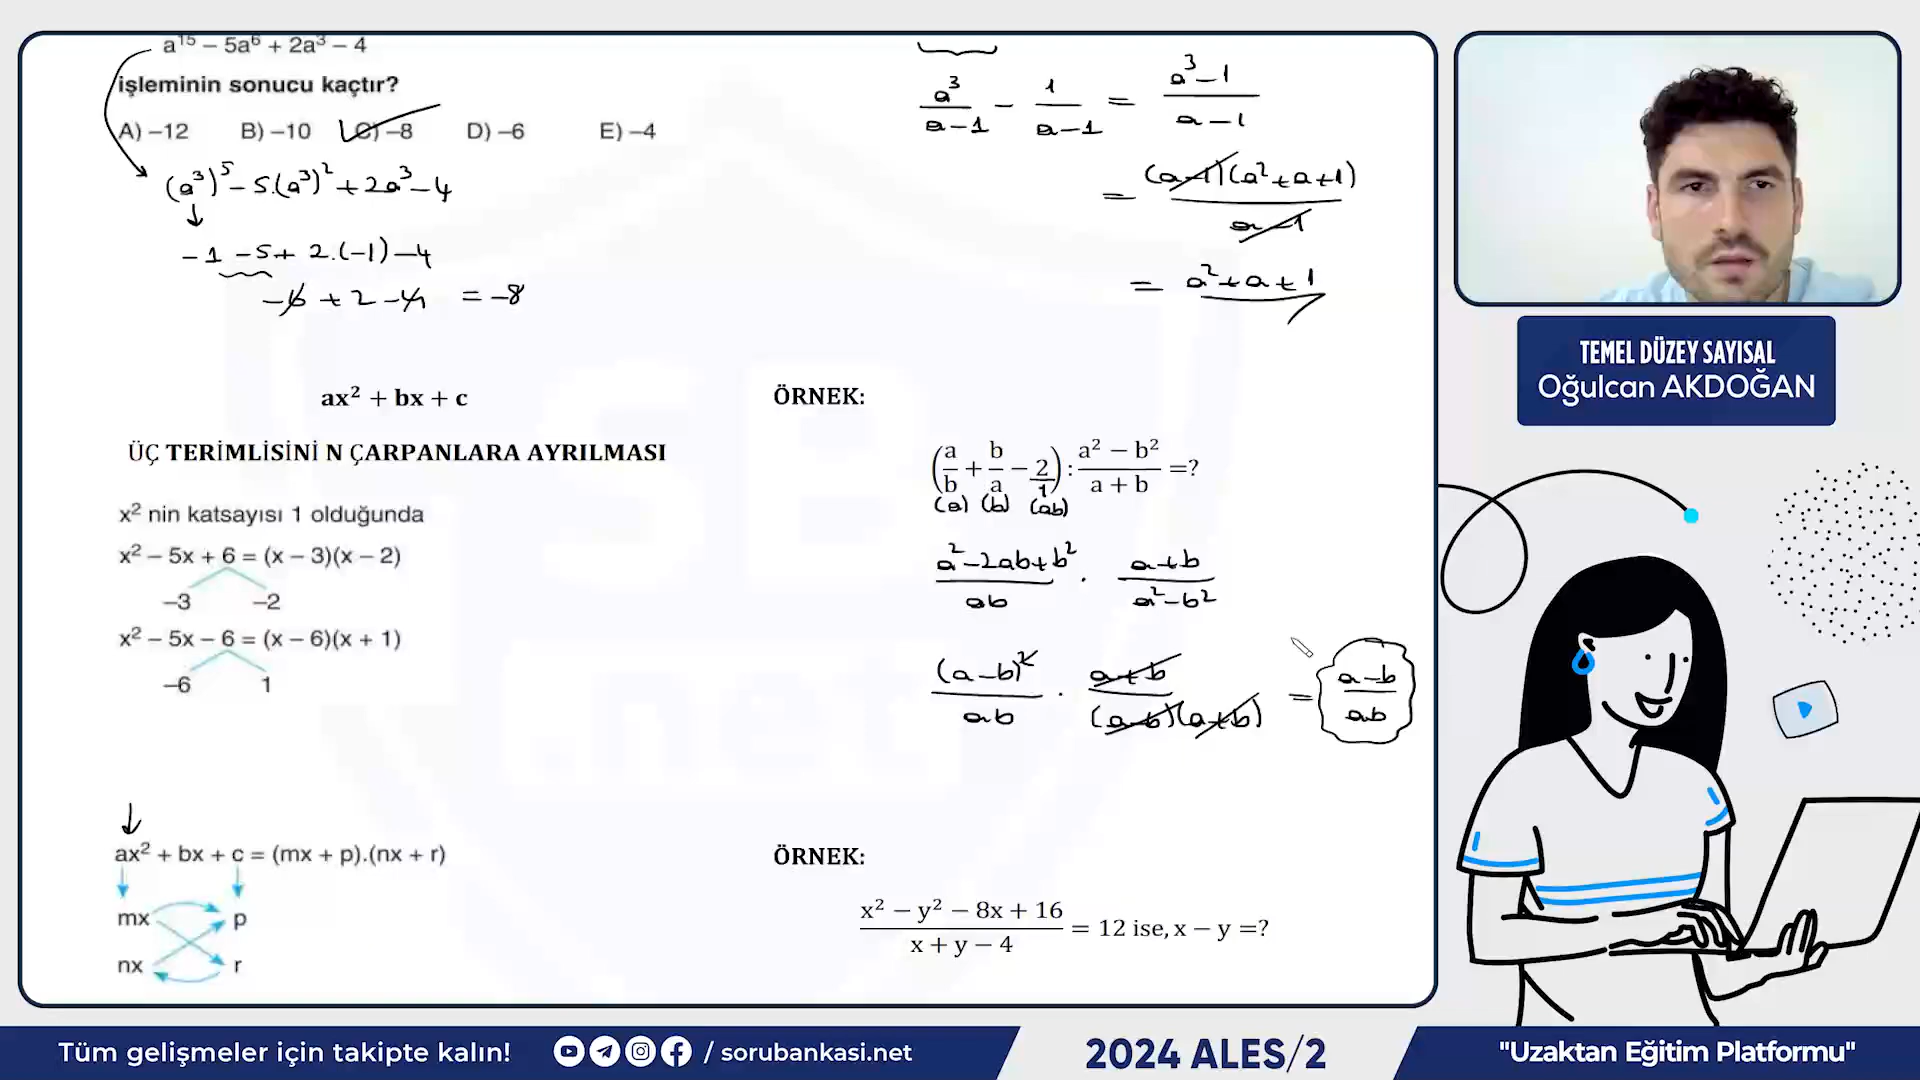 a¹⁵ – 5a⁶ + 2a³ – 4
işleminin sonucu kaçtır?
A) –12 B) –10 C) –8 D) –6 E) –4
(a³)⁵ – 5.(a³)² + 2a³ – 4
-1 -5 + 2.(-1) -4
-6 + 2 -4 = -8
a³/(a-1) - 1/(a-1) = (a³-1)/(a-1)
= (a-1)(a²+a+1)/(a-1)
= a²+a+1
ax² + bx + c
ÜÇ TERİMLİSİNİ N ÇARPANLARA AYRILMASI
x² nin katsayısı 1 olduğunda
x² – 5x + 6 = (x – 3)(x – 2)
–3 –2
x² – 5x – 6 = (x – 6)(x + 1)
–6 1
ax² + bx + c = (mx + p).(nx + r)
mx p
nx r
ÖRNEK:
(a/b + b/a – 2/1) : (a² – b²)/(a + b) =?
(a) (b) (ab)
(a²-2ab+b²)/ab . (a+b)/(a²-b²)
(a-b)²/ab . (a+b)/((a-b)(a+b)) = (a-b)/ab
ÖRNEK:
(x² – y² – 8x + 16)/(x + y – 4) = 12 ise, x – y =?
SB
.net
TEMEL DÜZEY SAYISAL
Oğulcan AKDOĞAN
Tüm gelişmeler için takipte kalın! / sorubankasi.net
2024 ALES/2
"Uzaktan Eğitim Platformu"